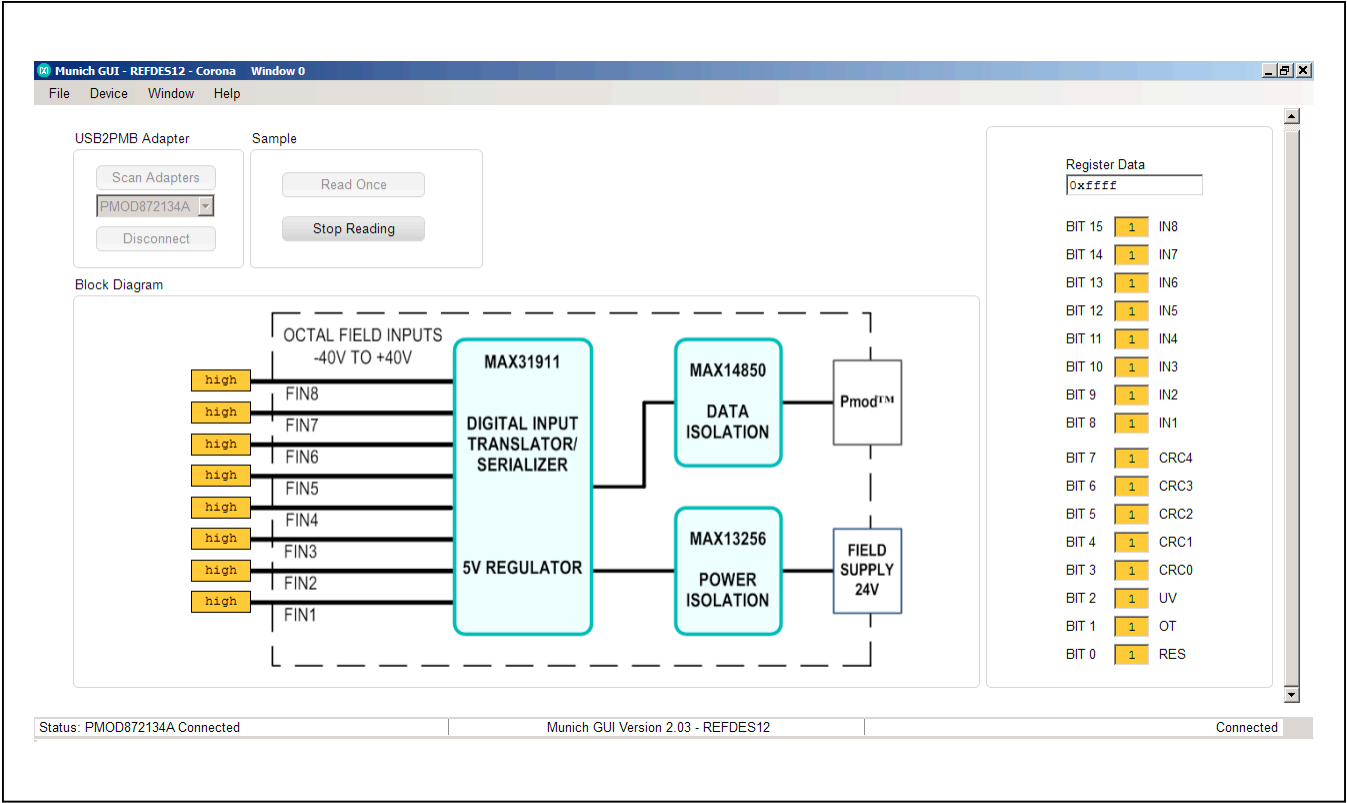 Munich GUI - REFDES12 - Corona Window 0
File Device Window Help
USB2PMB Adapter
Scan Adapters
PMOD872134A
Disconnect
Sample
Read Once
Stop Reading
Block Diagram
OCTAL FIELD INPUTS
-40V TO +40V
high
FIN8
high
FIN7
high
FIN6
high
FIN5
high
FIN4
high
FIN3
high
FIN2
high
FIN1
MAX31911
DIGITAL INPUT
TRANSLATOR/
SERIALIZER
5V REGULATOR
MAX14850
DATA
ISOLATION
Pmod™
MAX13256
POWER
ISOLATION
FIELD
SUPPLY
24V
Register Data
0xffff
BIT 15 1 IN8
BIT 14 1 IN7
BIT 13 1 IN6
BIT 12 1 IN5
BIT 11 1 IN4
BIT 10 1 IN3
BIT 9 1 IN2
BIT 8 1 IN1
BIT 7 1 CRC4
BIT 6 1 CRC3
BIT 5 1 CRC2
BIT 4 1 CRC1
BIT 3 1 CRC0
BIT 2 1 UV
BIT 1 1 OT
BIT 0 1 RES
Status: PMOD872134A Connected
Munich GUI Version 2.03 - REFDES12
Connected